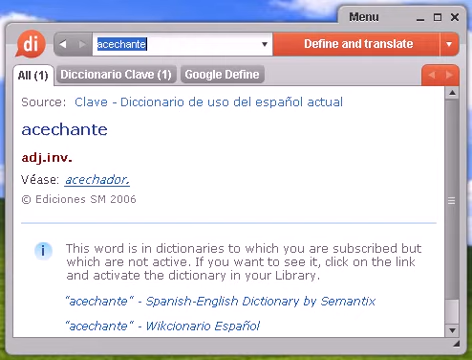 Menu
di
acechante
Define and translate
All (1)
Diccionario Clave (1)
Google Define
Source: Clave - Diccionario de uso del español actual
acechante
adj.inv.
Véase: acechador.
© Ediciones SM 2006
i
This word is in dictionaries to which you are subscribed but
which are not active. If you want to see it, click on the link
and activate the dictionary in your Library.
"acechante" - Spanish-English Dictionary by Semantix
"acechante" - Wikcionario Español